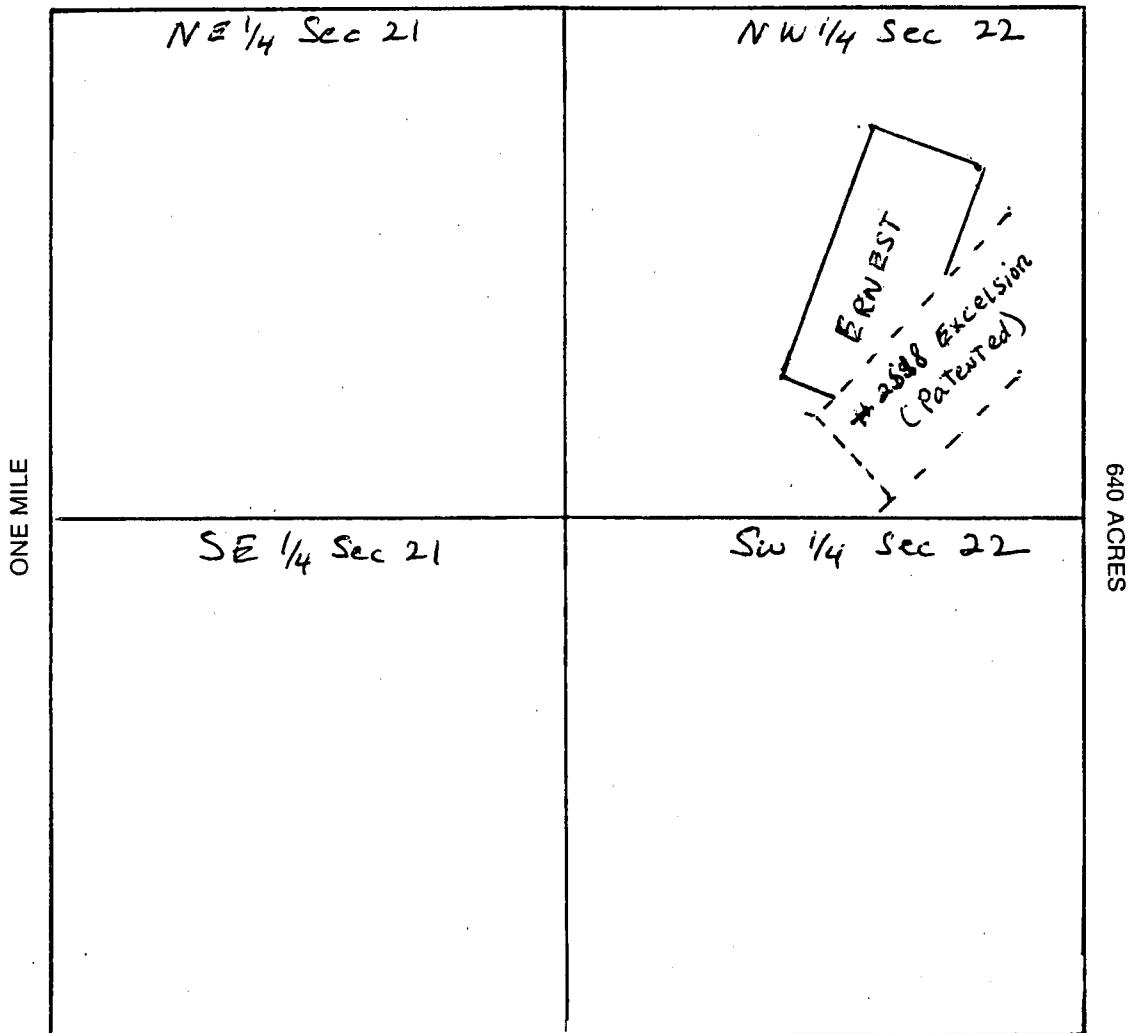 NE 1/4 Sec 21
NW 1/4 Sec 22
ERNEST
Excelsion
(Patented)
ONE MILE
640 ACRES
SE 1/4 Sec 21
SW 1/4 Sec 22